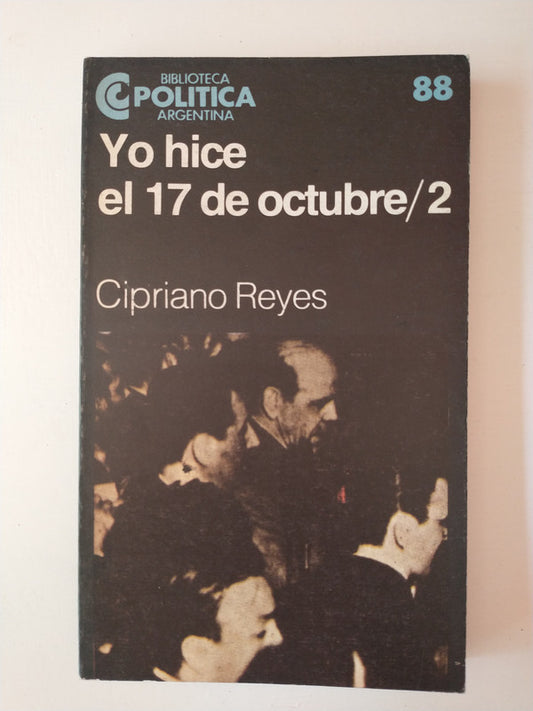 BIBLIOTECA
POLITICA
ARGENTINA
88
Yo hice
el 17 de octubre/2
Cipriano Reyes